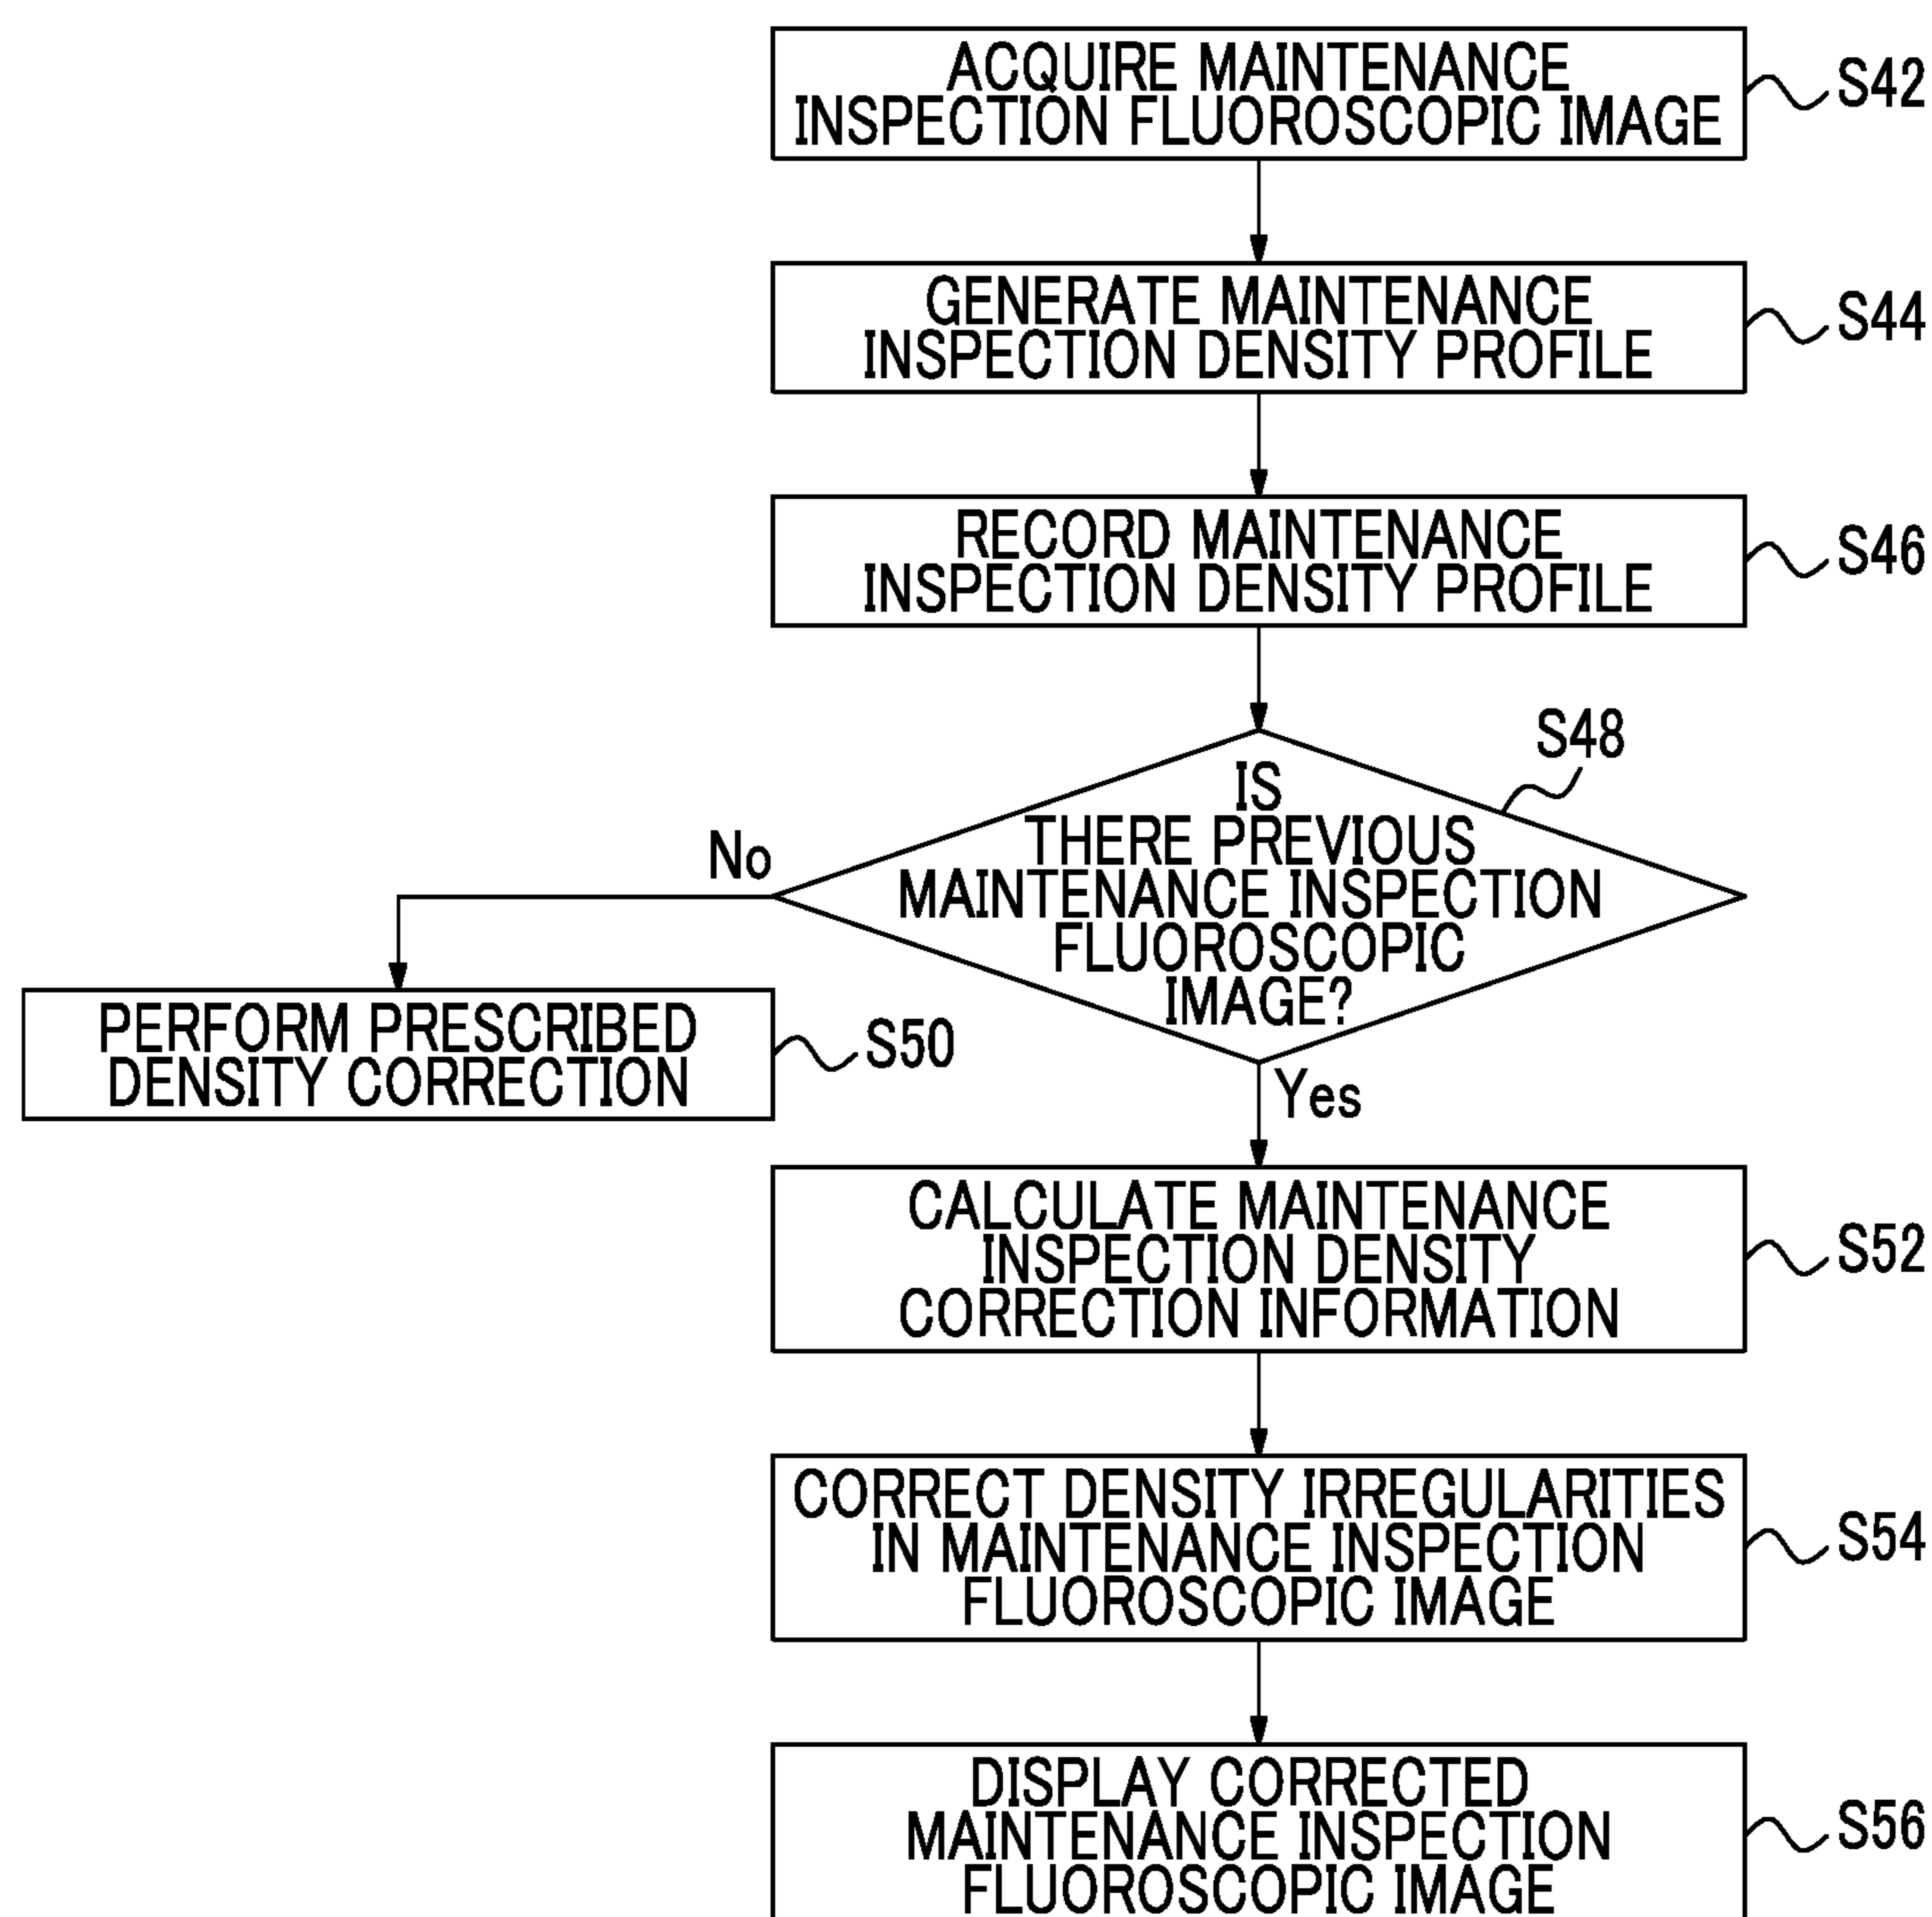 ACQUIRE MAINTENANCE
INSPECTION FLUOROSCOPIC IMAGE
S42
GENERATE MAINTENANCE
INSPECTION DENSITY PROFILE
S44
RECORD MAINTENANCE
INSPECTION DENSITY PROFILE
S46
S48
IS
THERE PREVIOUS
MAINTENANCE INSPECTION
FLUOROSCOPIC
IMAGE?
No
PERFORM PRESCRIBED
DENSITY CORRECTION
S50
Yes
CALCULATE MAINTENANCE
INSPECTION DENSITY
CORRECTION INFORMATION
S52
CORRECT DENSITY IRREGULARITIES
IN MAINTENANCE INSPECTION
FLUOROSCOPIC IMAGE
S54
DISPLAY CORRECTED
MAINTENANCE INSPECTION
FLUOROSCOPIC IMAGE
S56